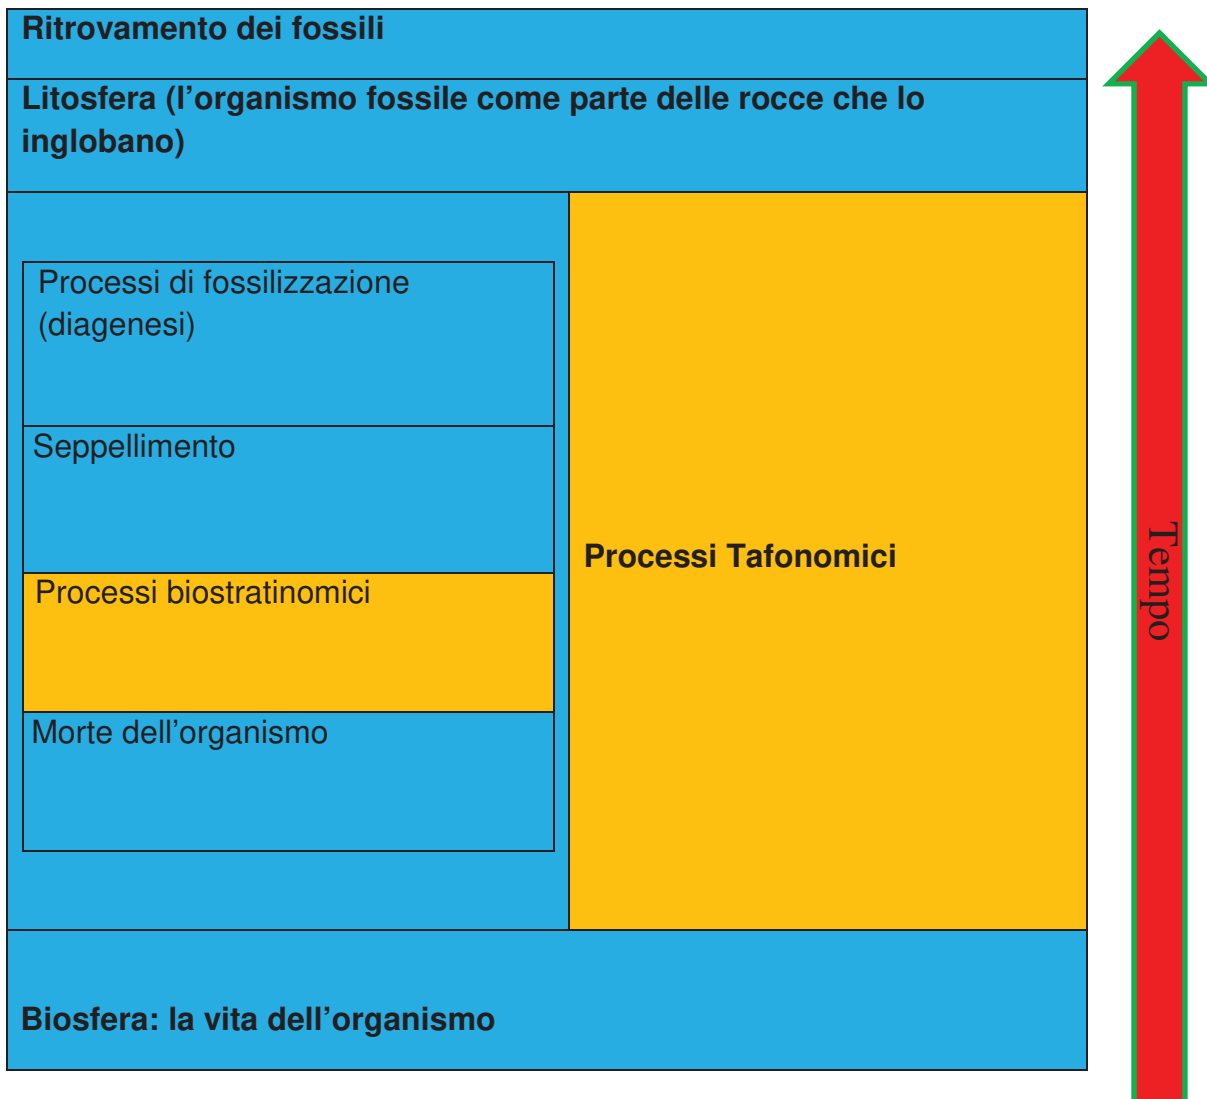 Ritrovamento dei fossili
Litosfera (l'organismo fossile come parte delle rocce che lo
inglobano)
Processi di fossilizzazione
(diagenesi)
Seppellimento
Processi biostratinomici
Morte dell'organismo
Processi Tafonomici
Biosfera: la vita dell'organismo
Tempo